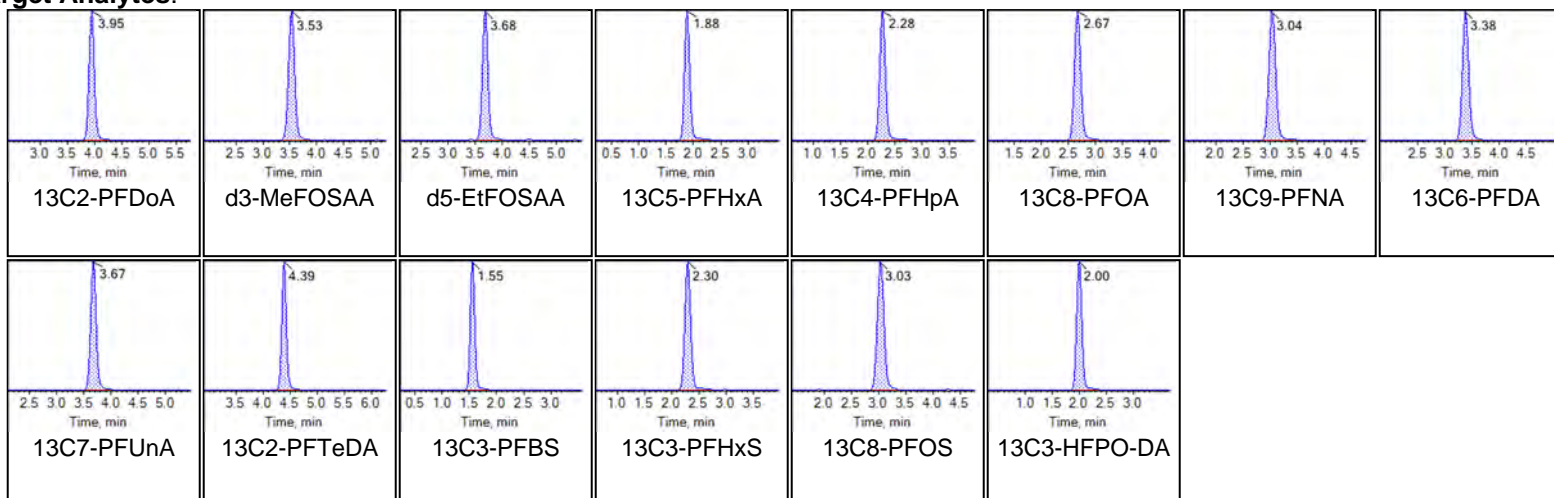 rget Analytes:
3.95 3.53 3.68 1.88 2.28 2.67 3.04 3.38
3.0 3.5 4.0 4.5 5.0 5.5 2.5 3.0 3.5 4.0 4.5 5.0 2.5 3.0 3.5 4.0 4.5 5.0 0.5 1.0 1.5 2.0 2.5 3.0 1.0 1.5 2.0 2.5 3.0 3.5 1.5 2.0 2.5 3.0 3.5 4.0 2.0 2.5 3.0 3.5 4.0 4.5 2.5 3.0 3.5 4.0 4.5
Time, min Time, min Time, min Time, min Time, min Time, min Time, min Time, min
13C2-PFDoA d3-MeFOSAA d5-EtFOSAA 13C5-PFHxA 13C4-PFHpA 13C8-PFOA 13C9-PFNA 13C6-PFDA
3.67 4.39 1.55 2.30 3.03 2.00
2.5 3.0 3.5 4.0 4.5 5.0 3.5 4.0 4.5 5.0 5.5 6.0 0.5 1.0 1.5 2.0 2.5 3.0 1.0 1.5 2.0 2.5 3.0 3.5 2.0 2.5 3.0 3.5 4.0 4.5 1.0 1.5 2.0 2.5 3.0
Time, min Time, min Time, min Time, min Time, min Time, min
13C7-PFUnA 13C2-PFTeDA 13C3-PFBS 13C3-PFHxS 13C8-PFOS 13C3-HFPO-DA